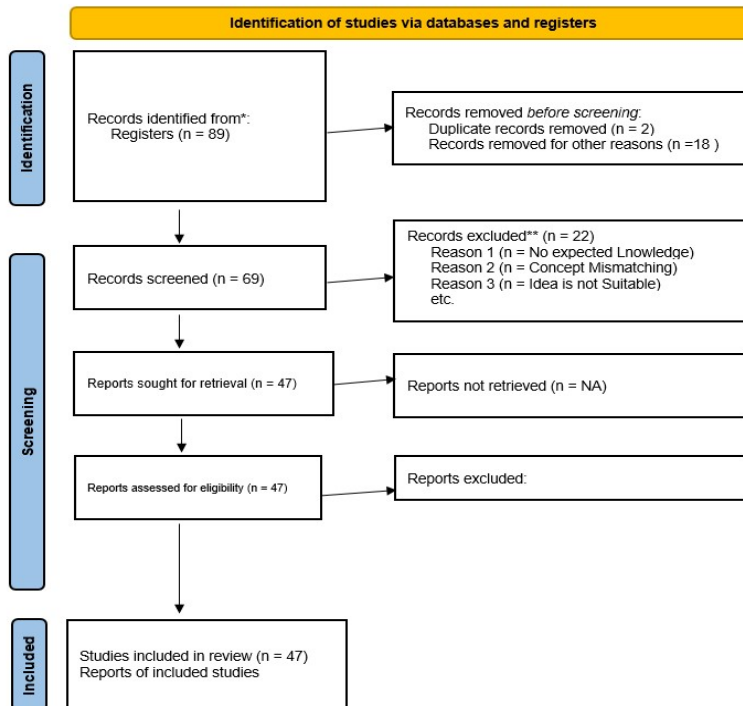 Identification of studies via databases and registers
Identification
Records identified from*:
Registers (n = 89)
Records removed before screening:
Duplicate records removed (n = 2)
Records removed for other reasons (n =18 )
Screening
Records screened (n = 69)
Records excluded** (n = 22)
Reason 1 (n = No expected Lnowledge)
Reason 2 (n = Concept Mismatching)
Reason 3 (n = Idea is not Suitable)
etc.
Reports sought for retrieval (n = 47)
Reports not retrieved (n = NA)
Reports assessed for eligibility (n = 47)
Reports excluded:
Included
Studies included in review (n = 47)
Reports of included studies